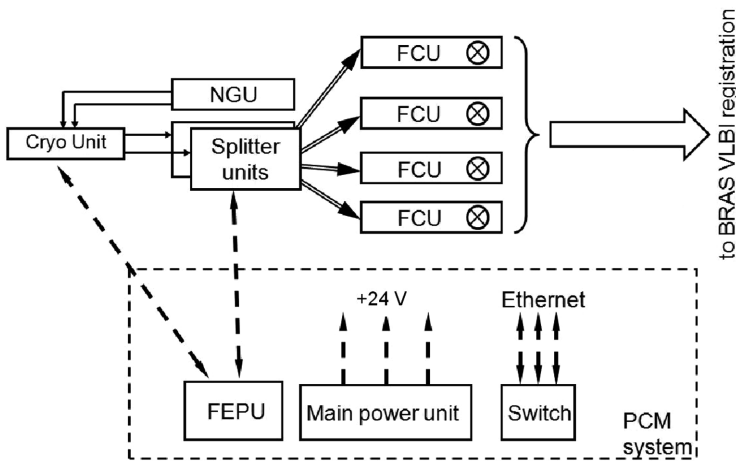 FCU
NGU
FCU
Cryo Unit
Splitter
units
FCU
FCU
to BRAS VLBI registration
+24 V
Ethernet
FEPU
Main power unit
Switch
PCM
system